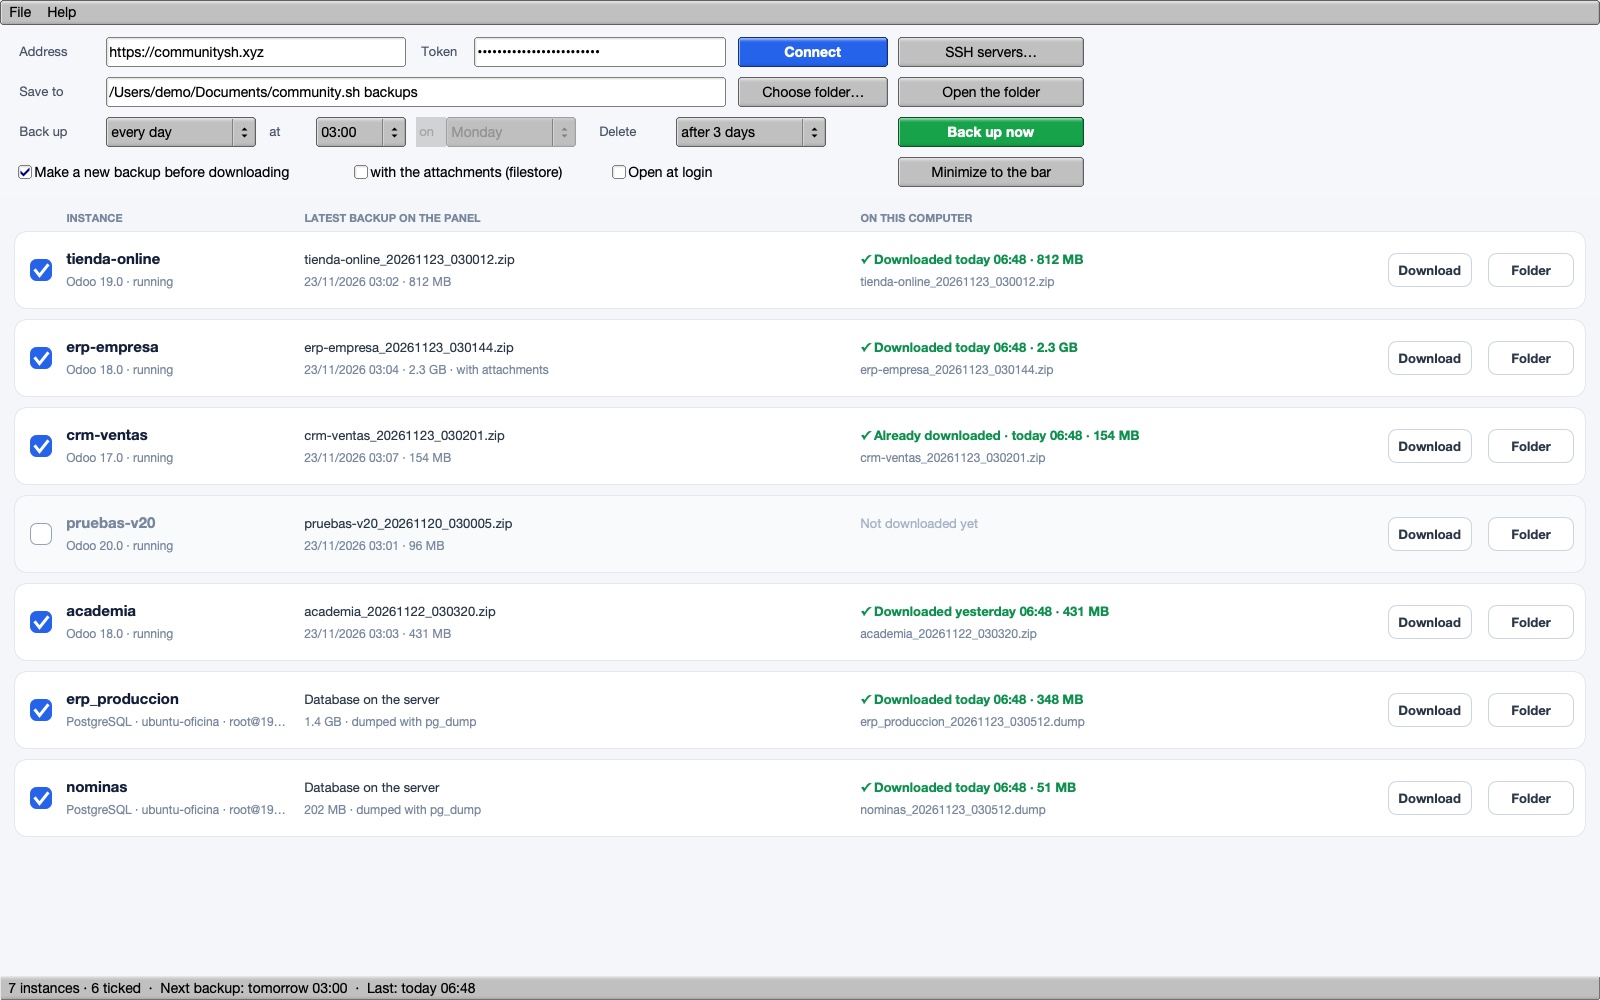 File Help
Address https://communitysh.xyz Token ••••••••••••••••••••••••• Connect SSH servers…
Save to /Users/demo/Documents/community.sh backups Choose folder… Open the folder
Back up every day at 03:00 on Monday Delete after 3 days Back up now
Make a new backup before downloading with the attachments (filestore) Open at login Minimize to the bar
INSTANCE LATEST BACKUP ON THE PANEL ON THIS COMPUTER
tienda-online tienda-online_20261123_030012.zip ✓ Downloaded today 06:48 · 812 MB Download Folder
Odoo 19.0 · running 23/11/2026 03:02 · 812 MB tienda-online_20261123_030012.zip
erp-empresa erp-empresa_20261123_030144.zip ✓ Downloaded today 06:48 · 2.3 GB Download Folder
Odoo 18.0 · running 23/11/2026 03:04 · 2.3 GB · with attachments erp-empresa_20261123_030144.zip
crm-ventas crm-ventas_20261123_030201.zip ✓ Already downloaded · today 06:48 · 154 MB Download Folder
Odoo 17.0 · running 23/11/2026 03:07 · 154 MB crm-ventas_20261123_030201.zip
pruebas-v20 pruebas-v20_20261120_030005.zip Not downloaded yet Download Folder
Odoo 20.0 · running 23/11/2026 03:01 · 96 MB
academia academia_20261122_030320.zip ✓ Downloaded yesterday 06:48 · 431 MB Download Folder
Odoo 18.0 · running 23/11/2026 03:03 · 431 MB academia_20261122_030320.zip
erp_produccion Database on the server ✓ Downloaded today 06:48 · 348 MB Download Folder
PostgreSQL · ubuntu-oficina · root@19… 1.4 GB · dumped with pg_dump erp_produccion_20261123_030512.dump
nominas Database on the server ✓ Downloaded today 06:48 · 51 MB Download Folder
PostgreSQL · ubuntu-oficina · root@19… 202 MB · dumped with pg_dump nominas_20261123_030512.dump
7 instances · 6 ticked · Next backup: tomorrow 03:00 · Last: today 06:48